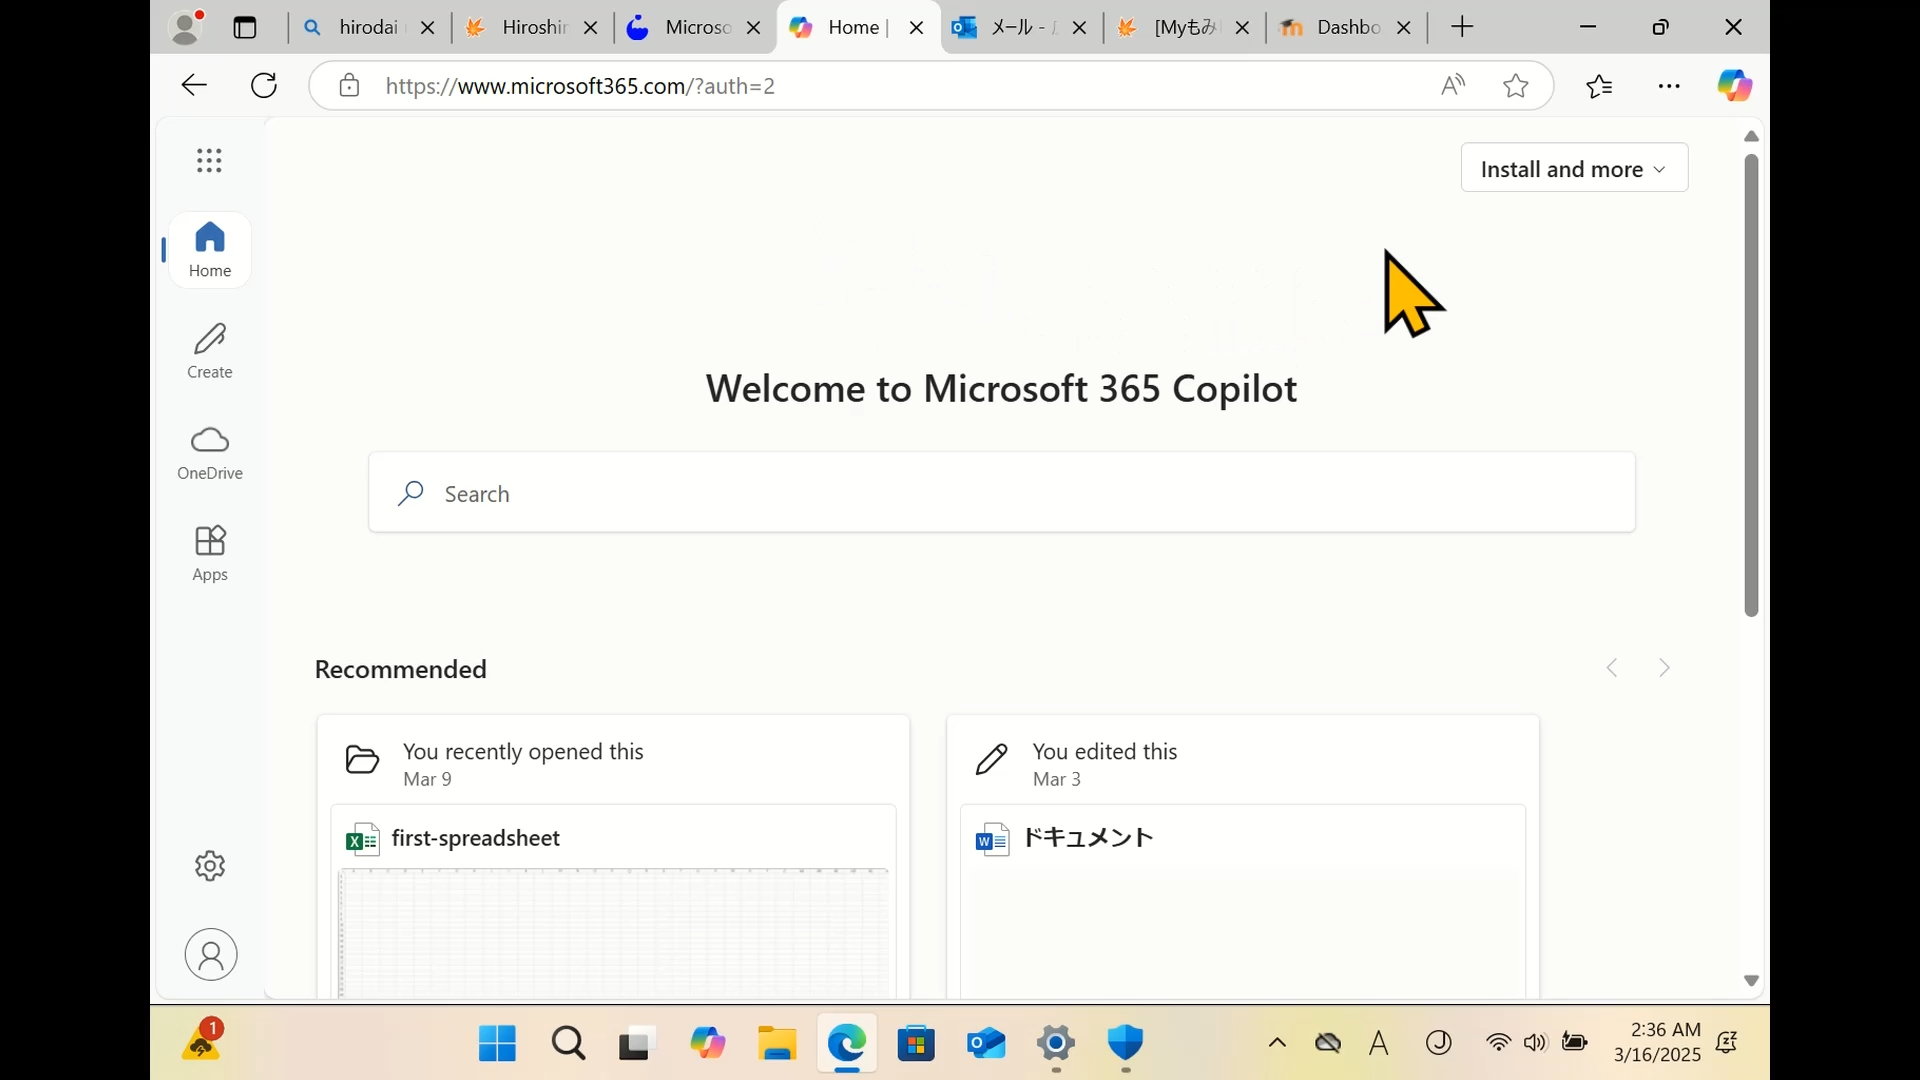 hirodai
Hiroshir
Microso
Home |
メール -
[Myもみ
Dashbo
https://www.microsoft365.com/?auth=2
Install and more
Home
Create
OneDrive
Apps
Welcome to Microsoft 365 Copilot
Search
Recommended
You recently opened this
Mar 9
You edited this
Mar 3
first-spreadsheet
ドキュメント
1
A
J
2:36 AM
3/16/2025